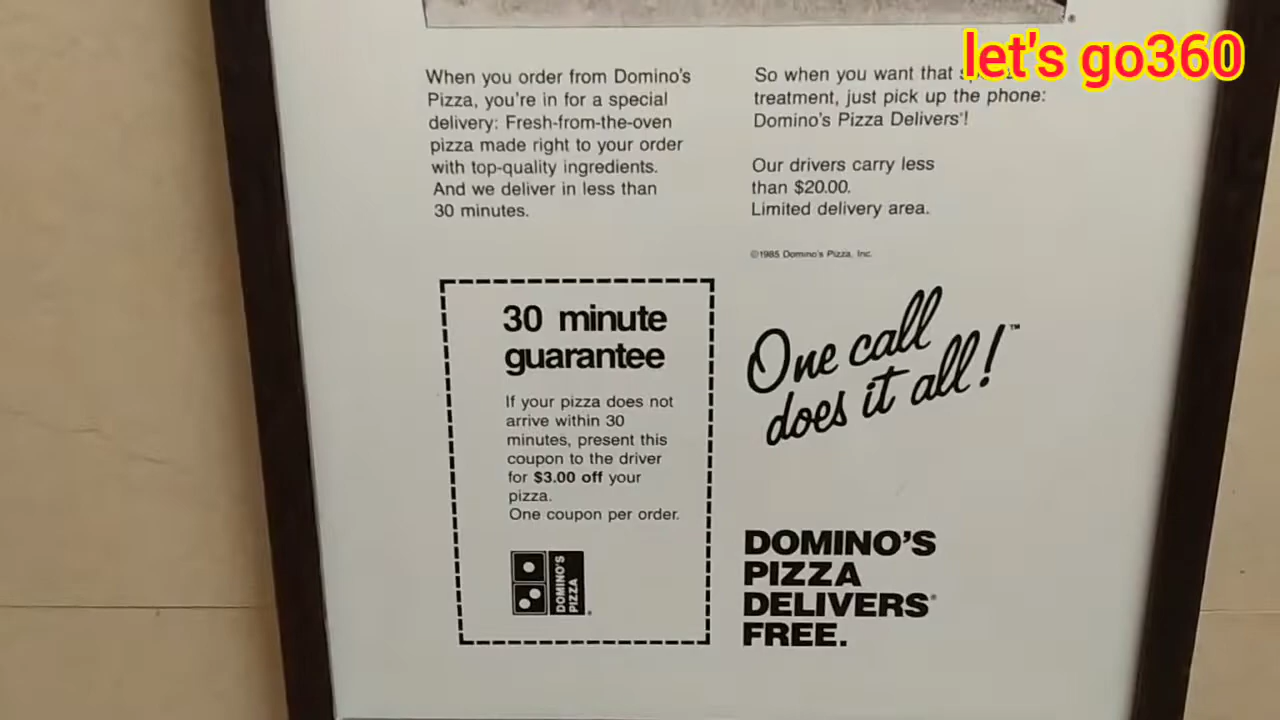 let's go360
When you order from Domino's
Pizza, you're in for a special
delivery: Fresh-from-the-oven
pizza made right to your order
with top-quality ingredients.
And we deliver in less than
30 minutes.
So when you want that
treatment, just pick up the phone:
Domino's Pizza Delivers®!
Our drivers carry less
than $20.00.
Limited delivery area.
©1985 Domino's Pizza, Inc.
30 minute
guarantee
If your pizza does not
arrive within 30
minutes, present this
coupon to the driver
for $3.00 off your
pizza.
One coupon per order.
DOMINO'S
PIZZA
®
One call
does it all!™
DOMINO'S
PIZZA
DELIVERS®
FREE.